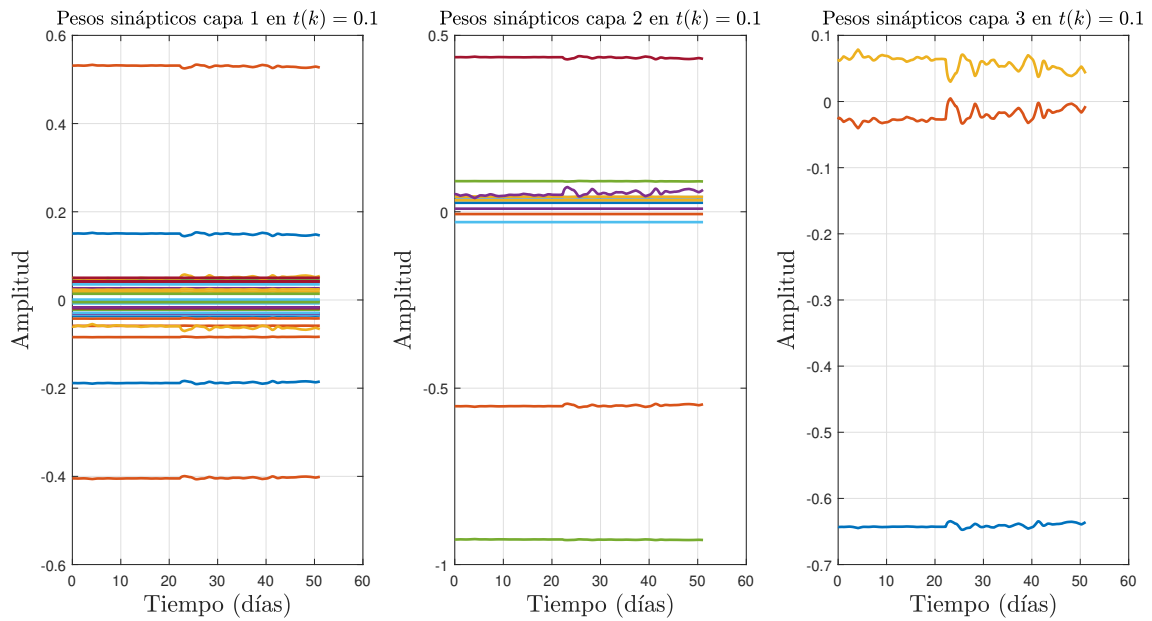 Pesos sinápticos capa 1 en t(k) = 0.1
0.6
0.4
0.2
0
-0.2
-0.4
-0.6
0 10 20 30 40 50 60
Amplitud
Tiempo (días)
Pesos sinápticos capa 2 en t(k) = 0.1
0.5
0
-0.5
-1
0 10 20 30 40 50 60
Amplitud
Tiempo (días)
Pesos sinápticos capa 3 en t(k) = 0.1
0.1
0
-0.1
-0.2
-0.3
-0.4
-0.5
-0.6
-0.7
0 10 20 30 40 50 60
Amplitud
Tiempo (días)